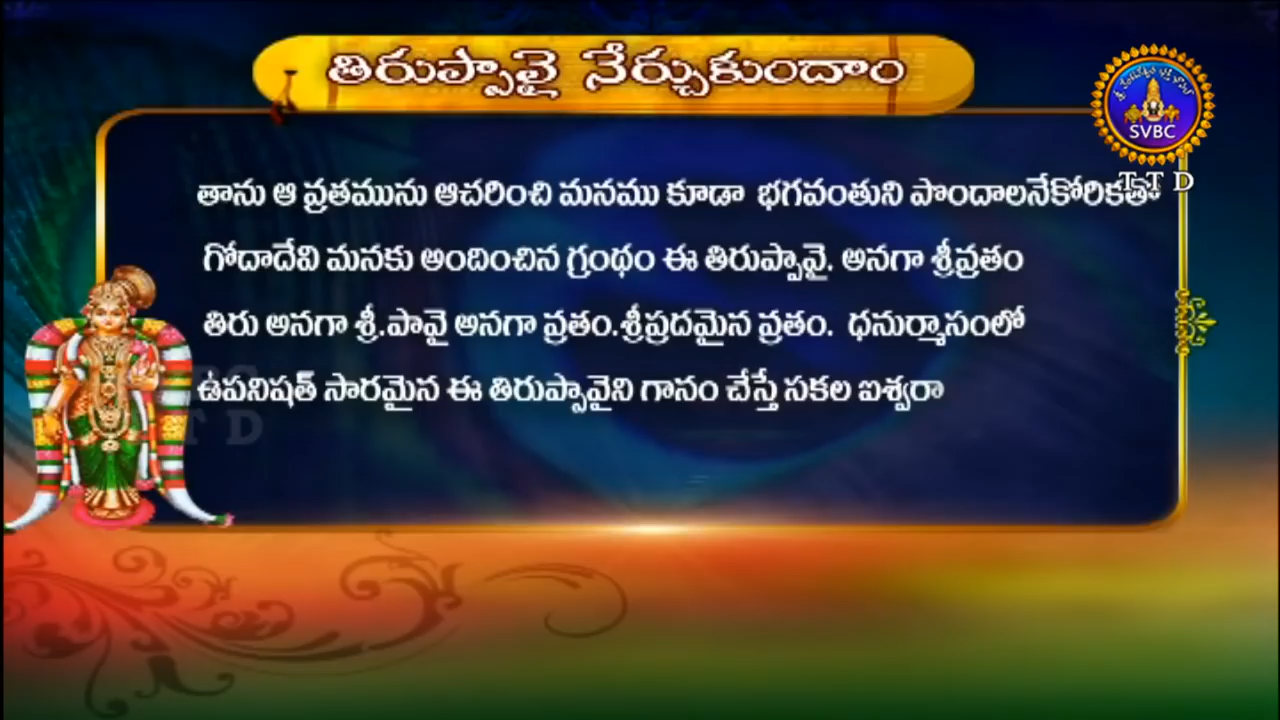 తిరుప్పావై నేర్చుకుందాం
SVBC
T T D
తాను ఆ వ్రతమును ఆచరించి మనము కూడా భగవంతుని పొందాలనేకోరికతో
గోదాదేవి మనకు అందించిన గ్రంథం ఈ తిరుప్పావై. అనగా శ్రీవ్రతం
తిరు అనగా శ్రీ.పావై అనగా వ్రతం.శ్రీప్రదమైన వ్రతం. ధనుర్మాసంలో
ఉపనిషత్ సారమైన ఈ తిరుప్పావైని గానం చేస్తే సకల ఐశ్వరా